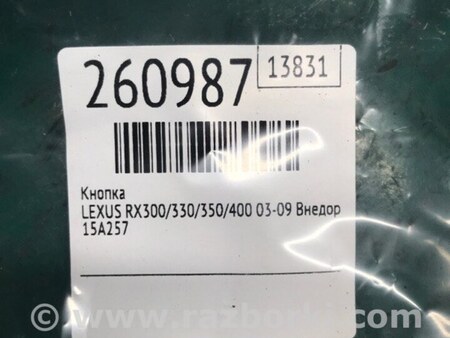 260987 13831
Кнопка
LEXUS RX300/330/350/400 03-09 Внедор
15A257
© www.razborka.com